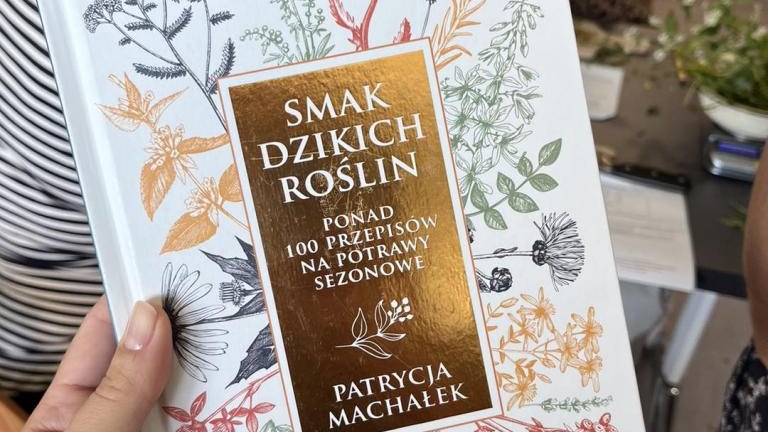 SMAK
DZIKICH
ROŚLIN
PONAD
100 PRZEPISÓW
NA POTRAWY
SEZONOWE
PATRYCJA
MACHAŁEK